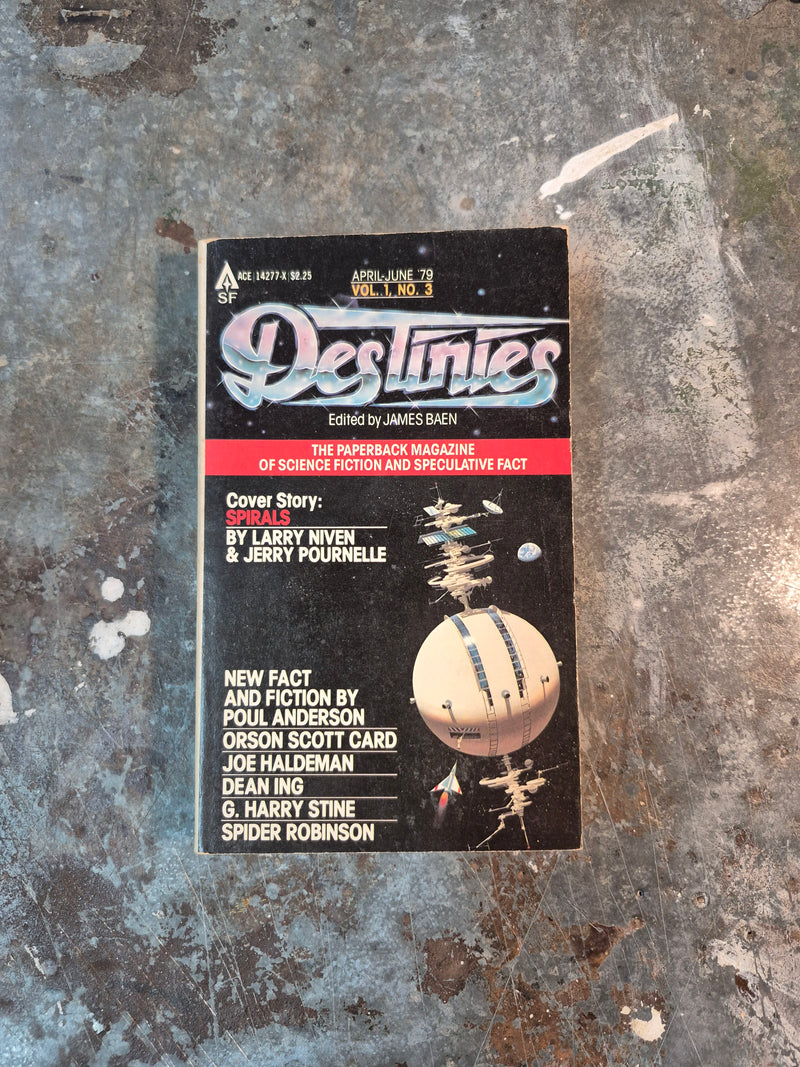 ACE | 14277-X | $2.25
SF
APRIL-JUNE '79
VOL. 1, NO. 3
Destinies
Edited by JAMES BAEN
THE PAPERBACK MAGAZINE
OF SCIENCE FICTION AND SPECULATIVE FACT
Cover Story:
SPIRALS
BY LARRY NIVEN
& JERRY POURNELLE
NEW FACT
AND FICTION BY
POUL ANDERSON
ORSON SCOTT CARD
JOE HALDEMAN
DEAN ING
G. HARRY STINE
SPIDER ROBINSON